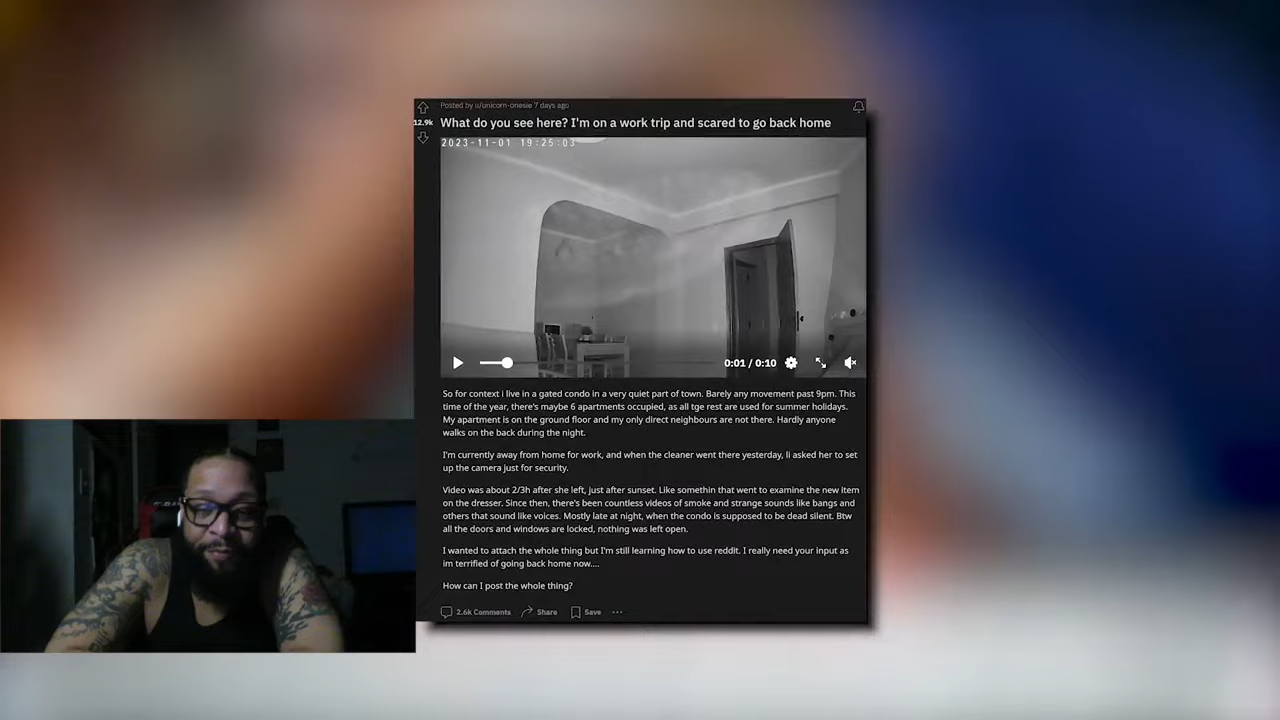 Posted by u/unicorn-onesie 7 days ago
12.9k
What do you see here? I'm on a work trip and scared to go back home
2023-11-01 19:25:03
0:01 / 0:10
So for context i live in a gated condo in a very quiet part of town. Barely any movement past 9pm. This
time of the year, there's maybe 6 apartments occupied, as all tge rest are used for summer holidays.
My apartment is on the ground floor and my only direct neighbours are not there. Hardly anyone
walks on the back during the night.
I'm currently away from home for work, and when the cleaner went there yesterday, Ii asked her to set
up the camera just for security.
Video was about 2/3h after she left, just after sunset. Like somethin that went to examine the new item
on the dresser. Since then, there's been countless videos of smoke and strange sounds like bangs and
others that sound like voices. Mostly late at night, when the condo is supposed to be dead silent. Btw
all the doors and windows are locked, nothing was left open.
I wanted to attach the whole thing but I'm still learning how to use reddit. I really need your input as
im terrified of going back home now....
How can I post the whole thing?
2.6k Comments Share Save